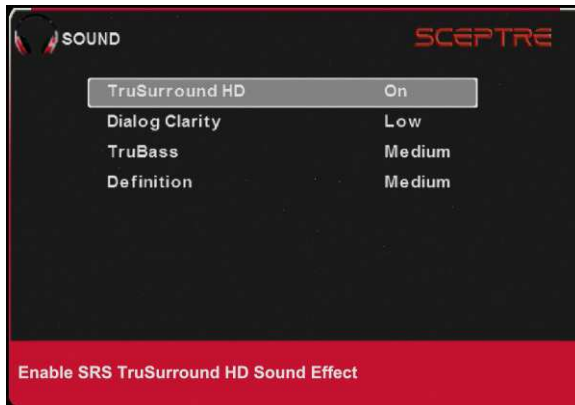 SOUND SCEPTRE
TruSurround HD On
Dialog Clarity Low
TruBass Medium
Definition Medium
Enable SRS TruSurround HD Sound Effect